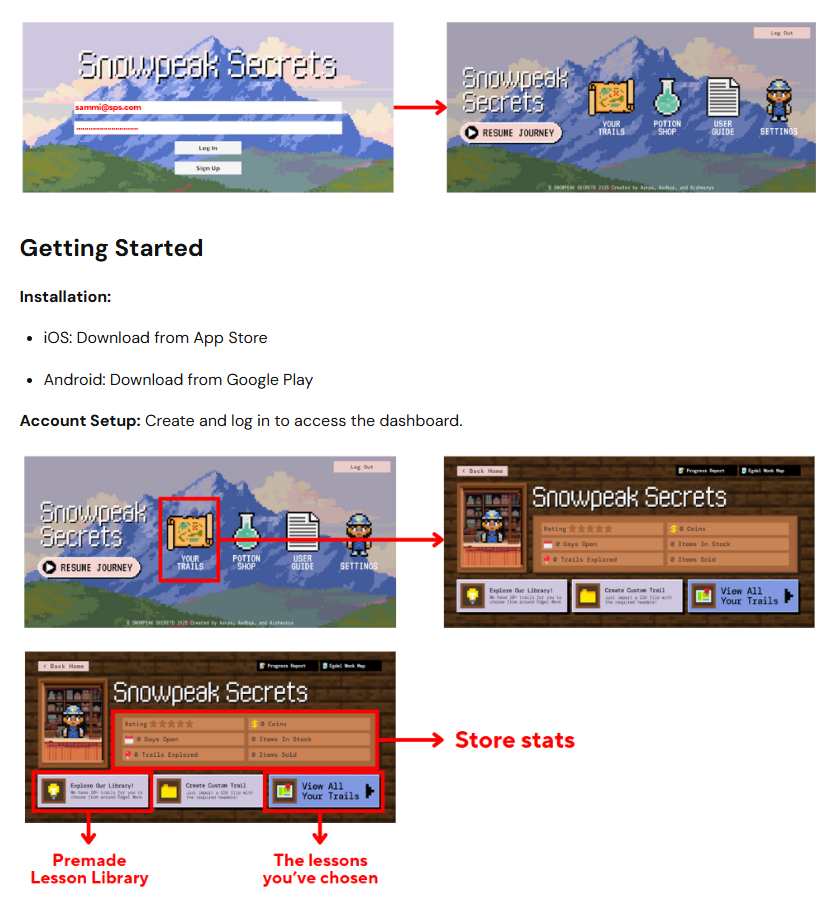 Snowpeak Secrets
sammi@sps.com
Log In
Sign Up
Log Out
Snowpeak
Secrets
RESUME JOURNEY
YOUR
TRAILS
POTION
SHOP
USER
GUIDE
SETTINGS
© SNOWPEAK SECRETS 2025 Created by Aarya, Aadhya, and Aishwarya
Getting Started
Installation:
• iOS: Download from App Store
• Android: Download from Google Play
Account Setup: Create and log in to access the dashboard.
Log Out
Snowpeak
Secrets
RESUME JOURNEY
YOUR
TRAILS
POTION
SHOP
USER
GUIDE
SETTINGS
© SNOWPEAK SECRETS 2025 Created by Aarya, Aadhya, and Aishwarya
< Back Home
Progress Report
Egdel Wonk Map
Snowpeak Secrets
Rating
0 Coins
0 Days Open
0 Items In Stock
0 Trails Explored
0 Items Sold
Explore Our Library!
We have 10+ trails for you to
choose from around Edgel Wonk
Create Custom Trail
Just import a CSV file with
the required headers!
View All
Your Trails
< Back Home
Progress Report
Egdel Wonk Map
Snowpeak Secrets
Rating
0 Coins
0 Days Open
0 Items In Stock
0 Trails Explored
0 Items Sold
Explore Our Library!
We have 10+ trails for you to
choose from around Edgel Wonk
Create Custom Trail
Just import a CSV file with
the required headers!
View All
Your Trails
Store stats
Premade
Lesson Library
The lessons
you've chosen